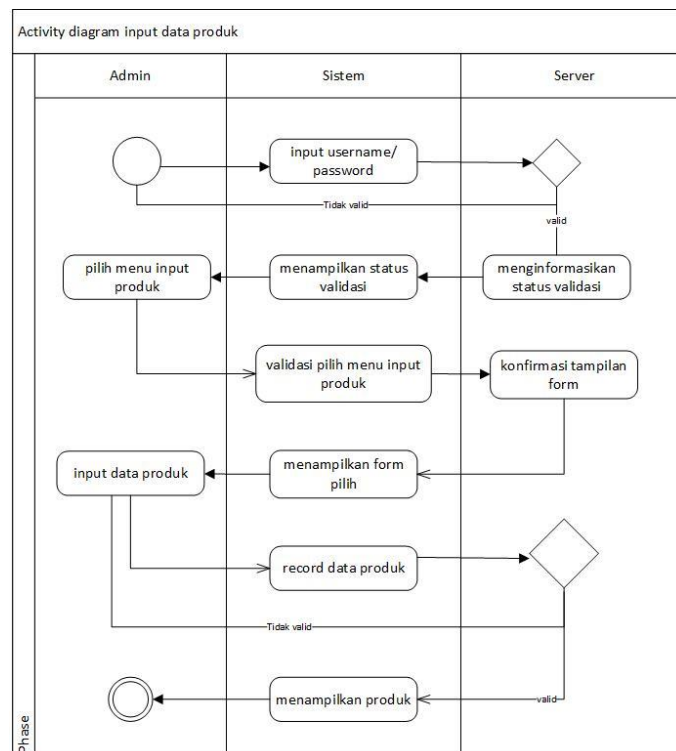 Activity diagram input data produk
Admin
Sistem
Server
input username/
password
Tidak valid
valid
pilih menu input
produk
menampilkan status
validasi
menginformasikan
status validasi
validasi pilih menu input
produk
konfirmasi tampilan
form
input data produk
menampilkan form
pilih
record data produk
Tidak valid
menampilkan produk
valid
Phase